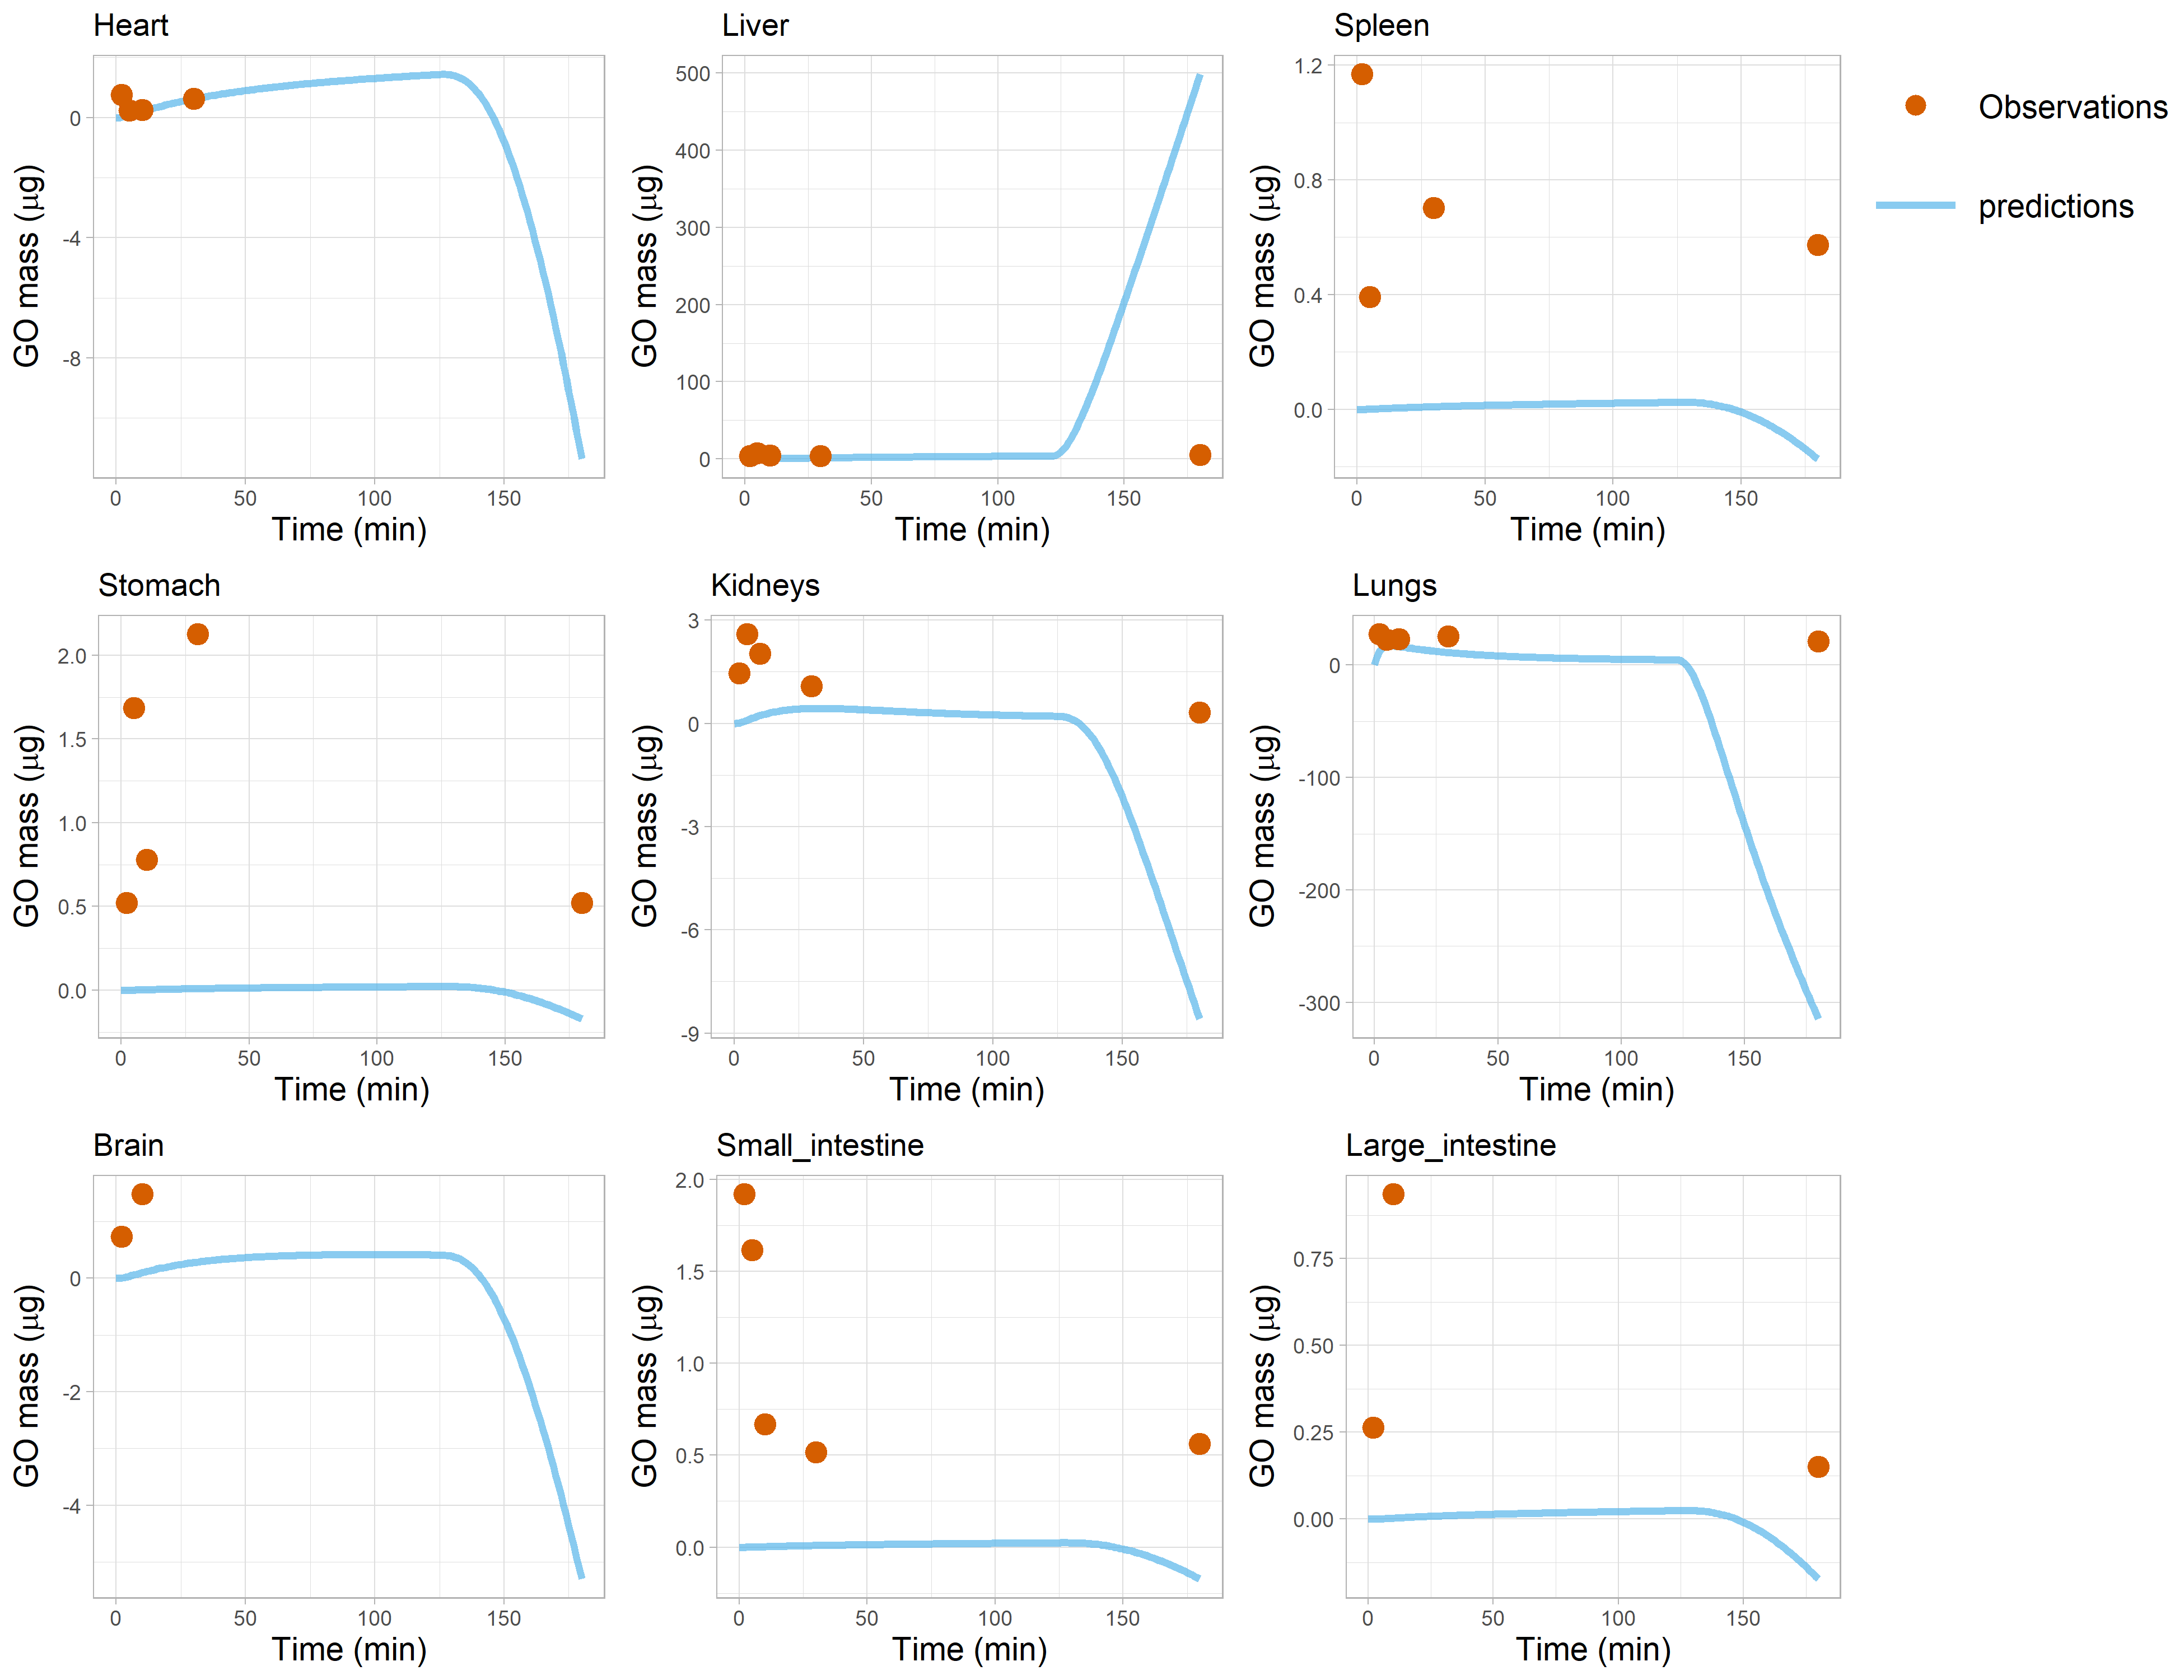 Heart
0
-4
-8
GO mass (µg)
0 50 100 150
Time (min)
Liver
500
400
300
200
100
0
GO mass (µg)
0 50 100 150
Time (min)
Spleen
1.2
0.8
0.4
0.0
GO mass (µg)
0 50 100 150
Time (min)
Observations
predictions
Stomach
2.0
1.5
1.0
0.5
0.0
GO mass (µg)
0 50 100 150
Time (min)
Kidneys
3
0
-3
-6
-9
GO mass (µg)
0 50 100 150
Time (min)
Lungs
0
-100
-200
-300
GO mass (µg)
0 50 100 150
Time (min)
Brain
0
-2
-4
GO mass (µg)
0 50 100 150
Time (min)
Small_intestine
2.0
1.5
1.0
0.5
0.0
GO mass (µg)
0 50 100 150
Time (min)
Large_intestine
0.75
0.50
0.25
0.00
GO mass (µg)
0 50 100 150
Time (min)